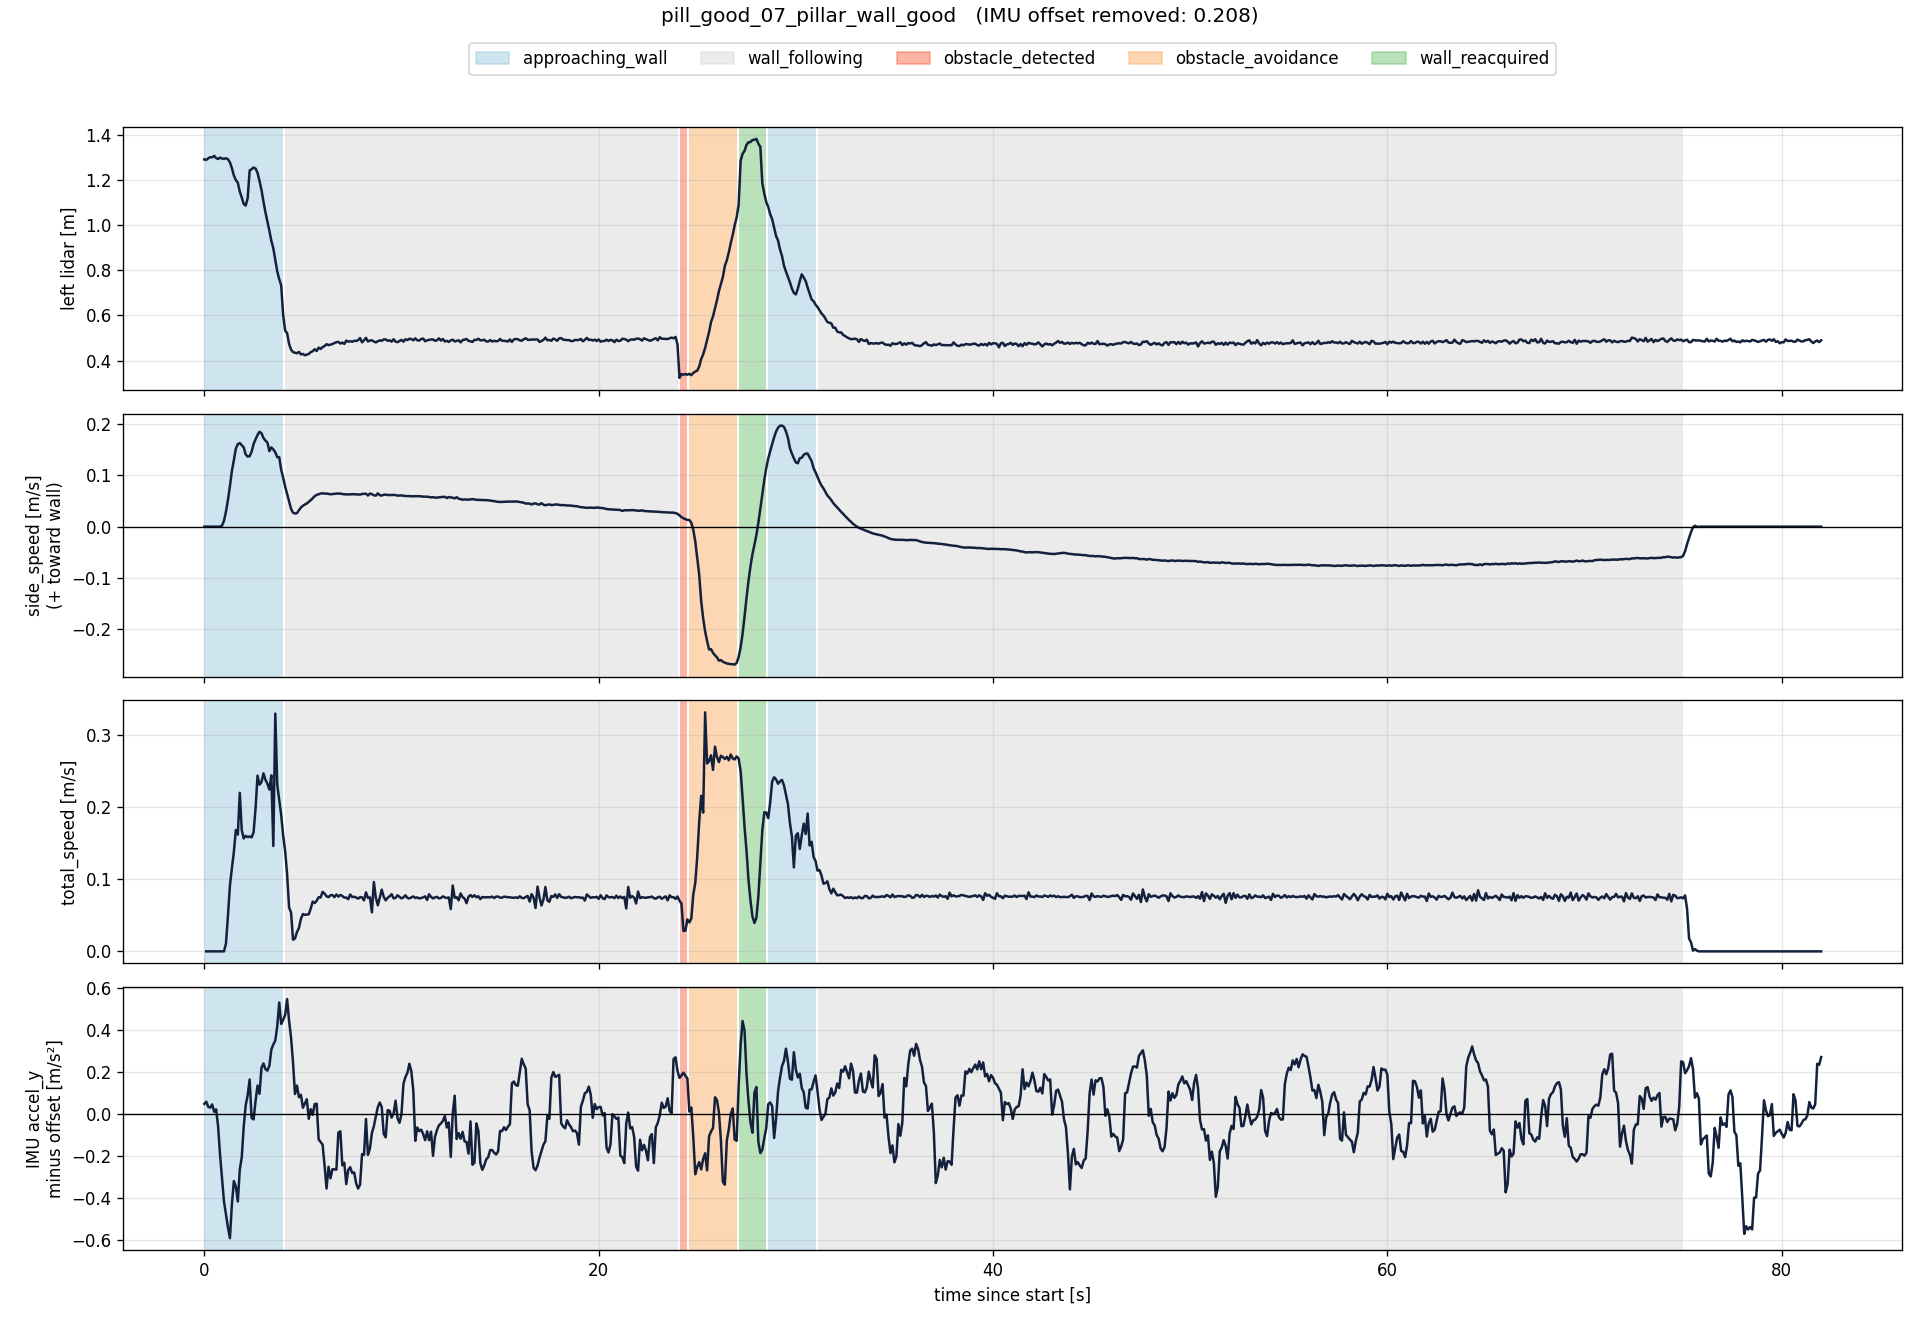 pill_good_07_pillar_wall_good (IMU offset removed: 0.208)
approaching_wall wall_following obstacle_detected obstacle_avoidance wall_reacquired
left lidar [m]
1.4
1.2
1.0
0.8
0.6
0.4
side_speed [m/s]
(+ toward wall)
0.2
0.1
0.0
−0.1
−0.2
total_speed [m/s]
0.3
0.2
0.1
0.0
IMU accel_y
minus offset [m/s²]
0.6
0.4
0.2
0.0
−0.2
−0.4
−0.6
0 20 40 60 80
time since start [s]